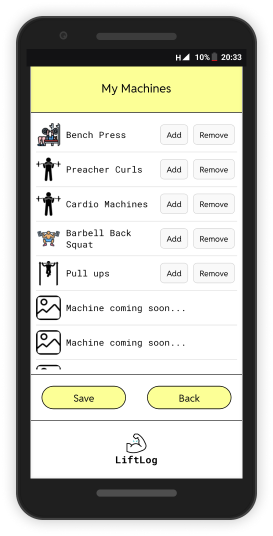 H 10% 20:33
My Machines
Bench Press Add Remove
Preacher Curls Add Remove
Cardio Machines Add Remove
Barbell Back
Squat Add Remove
Pull ups Add Remove
Machine coming soon...
Machine coming soon...
Save Back
LiftLog